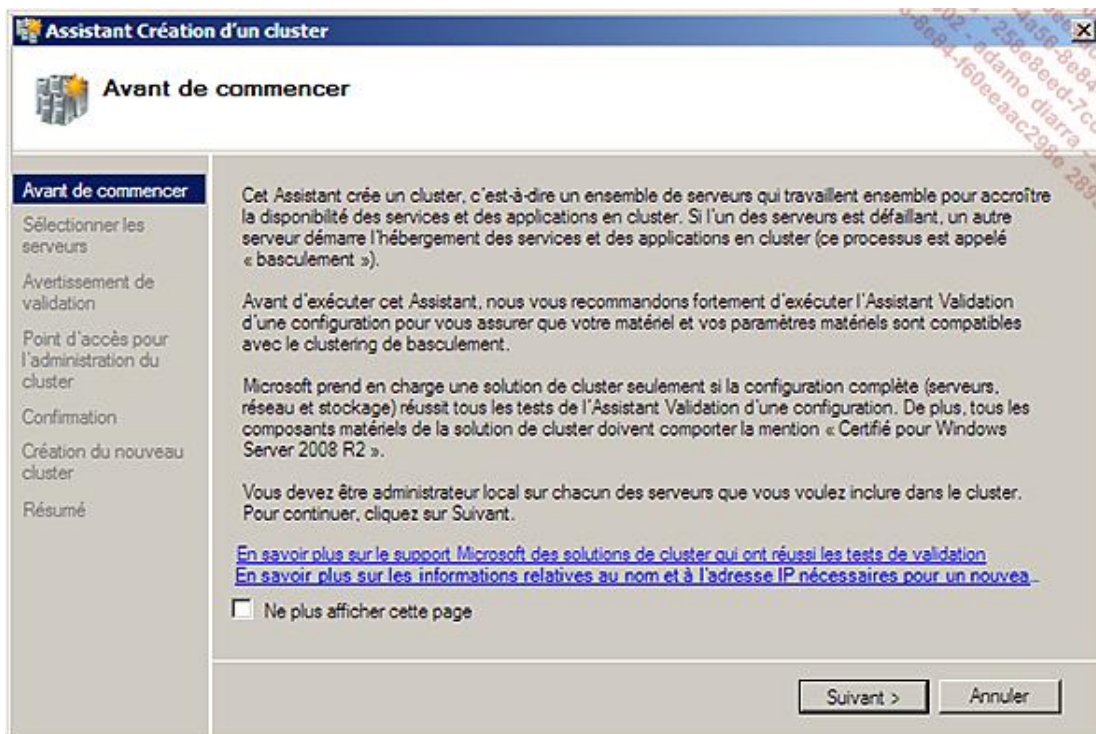 Assistant Création d'un cluster
Avant de commencer
Avant de commencer
Sélectionner les
serveurs
Avertissement de
validation
Point d'accès pour
l'administration du
cluster
Confirmation
Création du nouveau
cluster
Résumé
Cet Assistant crée un cluster, c'est-à-dire un ensemble de serveurs qui travaillent ensemble pour accroître
la disponibilité des services et des applications en cluster. Si l'un des serveurs est défaillant, un autre
serveur démarre l'hébergement des services et des applications en cluster (ce processus est appelé
« basculement »).
Avant d'exécuter cet Assistant, nous vous recommandons fortement d'exécuter l'Assistant Validation
d'une configuration pour vous assurer que votre matériel et vos paramètres matériels sont compatibles
avec le clustering de basculement.
Microsoft prend en charge une solution de cluster seulement si la configuration complète (serveurs,
réseau et stockage) réussit tous les tests de l'Assistant Validation d'une configuration. De plus, tous les
composants matériels de la solution de cluster doivent comporter la mention « Certifié pour Windows
Server 2008 R2 ».
Vous devez être administrateur local sur chacun des serveurs que vous voulez inclure dans le cluster.
Pour continuer, cliquez sur Suivant.
En savoir plus sur le support Microsoft des solutions de cluster qui ont réussi les tests de validation
En savoir plus sur les informations relatives au nom et à l'adresse IP nécessaires pour un nouvea...
Ne plus afficher cette page
Suivant >
Annuler
adamo diarra